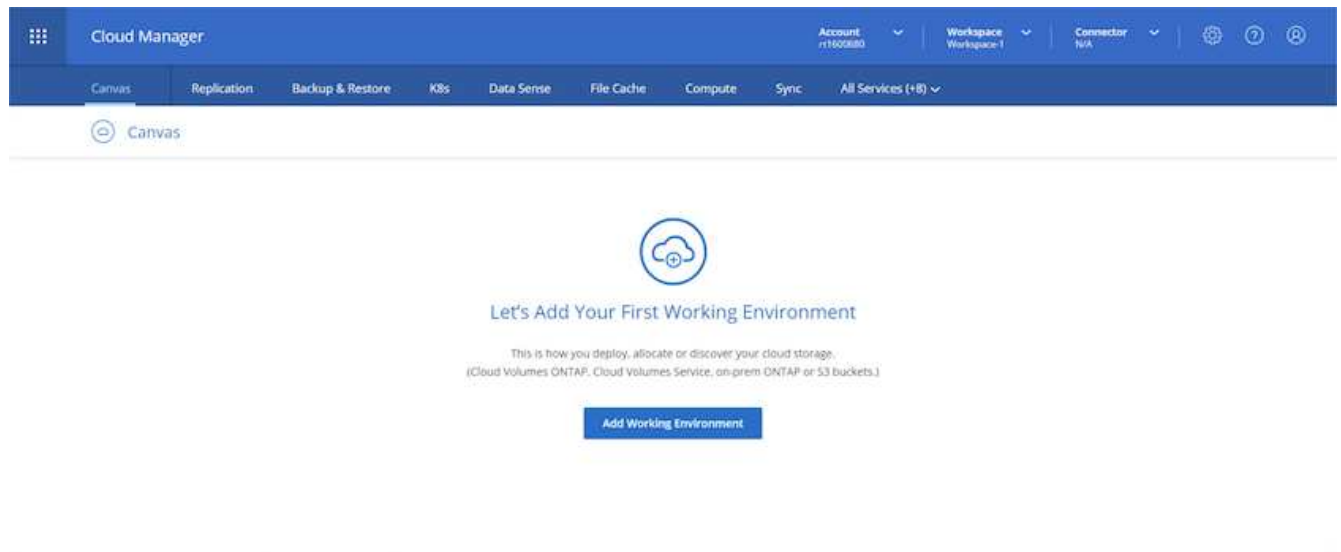 Cloud Manager
Account
rt1600680
Workspace
Workspace-1
Connector
N/A
Canvas Replication Backup & Restore K8s Data Sense File Cache Compute Sync All Services (+8)
Canvas
Let's Add Your First Working Environment
This is how you deploy, allocate or discover your cloud storage.
(Cloud Volumes ONTAP, Cloud Volumes Service, on-prem ONTAP or S3 buckets.)
Add Working Environment